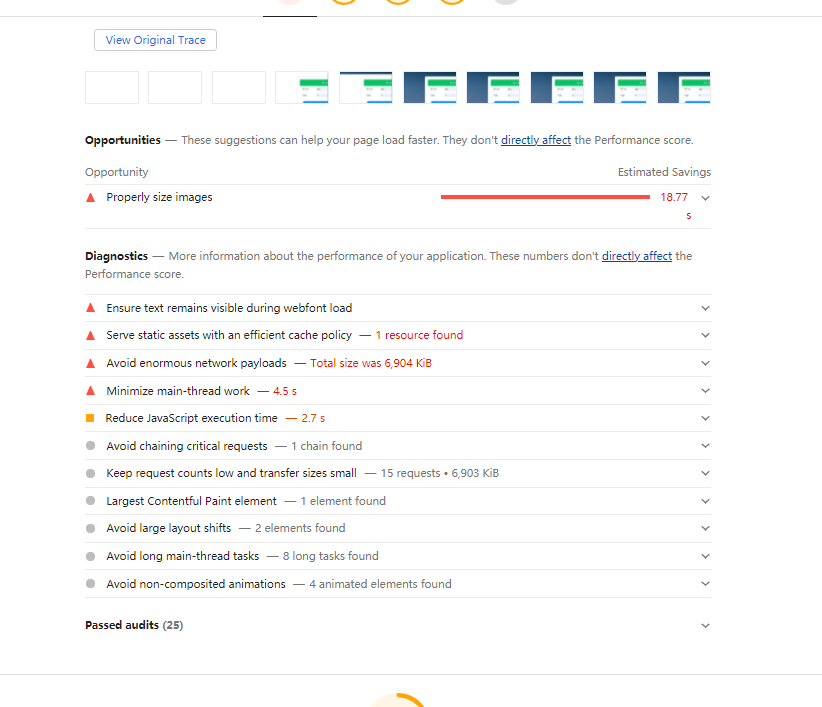 View Original Trace
Opportunities — These suggestions can help your page load faster. They don't directly affect the Performance score.
Opportunity Estimated Savings
Properly size images 18.77
s
Diagnostics — More information about the performance of your application. These numbers don't directly affect the
Performance score.
Ensure text remains visible during webfont load
Serve static assets with an efficient cache policy — 1 resource found
Avoid enormous network payloads — Total size was 6,904 KiB
Minimize main-thread work — 4.5 s
Reduce JavaScript execution time — 2.7 s
Avoid chaining critical requests — 1 chain found
Keep request counts low and transfer sizes small — 15 requests • 6,903 KiB
Largest Contentful Paint element — 1 element found
Avoid large layout shifts — 2 elements found
Avoid long main-thread tasks — 8 long tasks found
Avoid non-composited animations — 4 animated elements found
Passed audits (25)